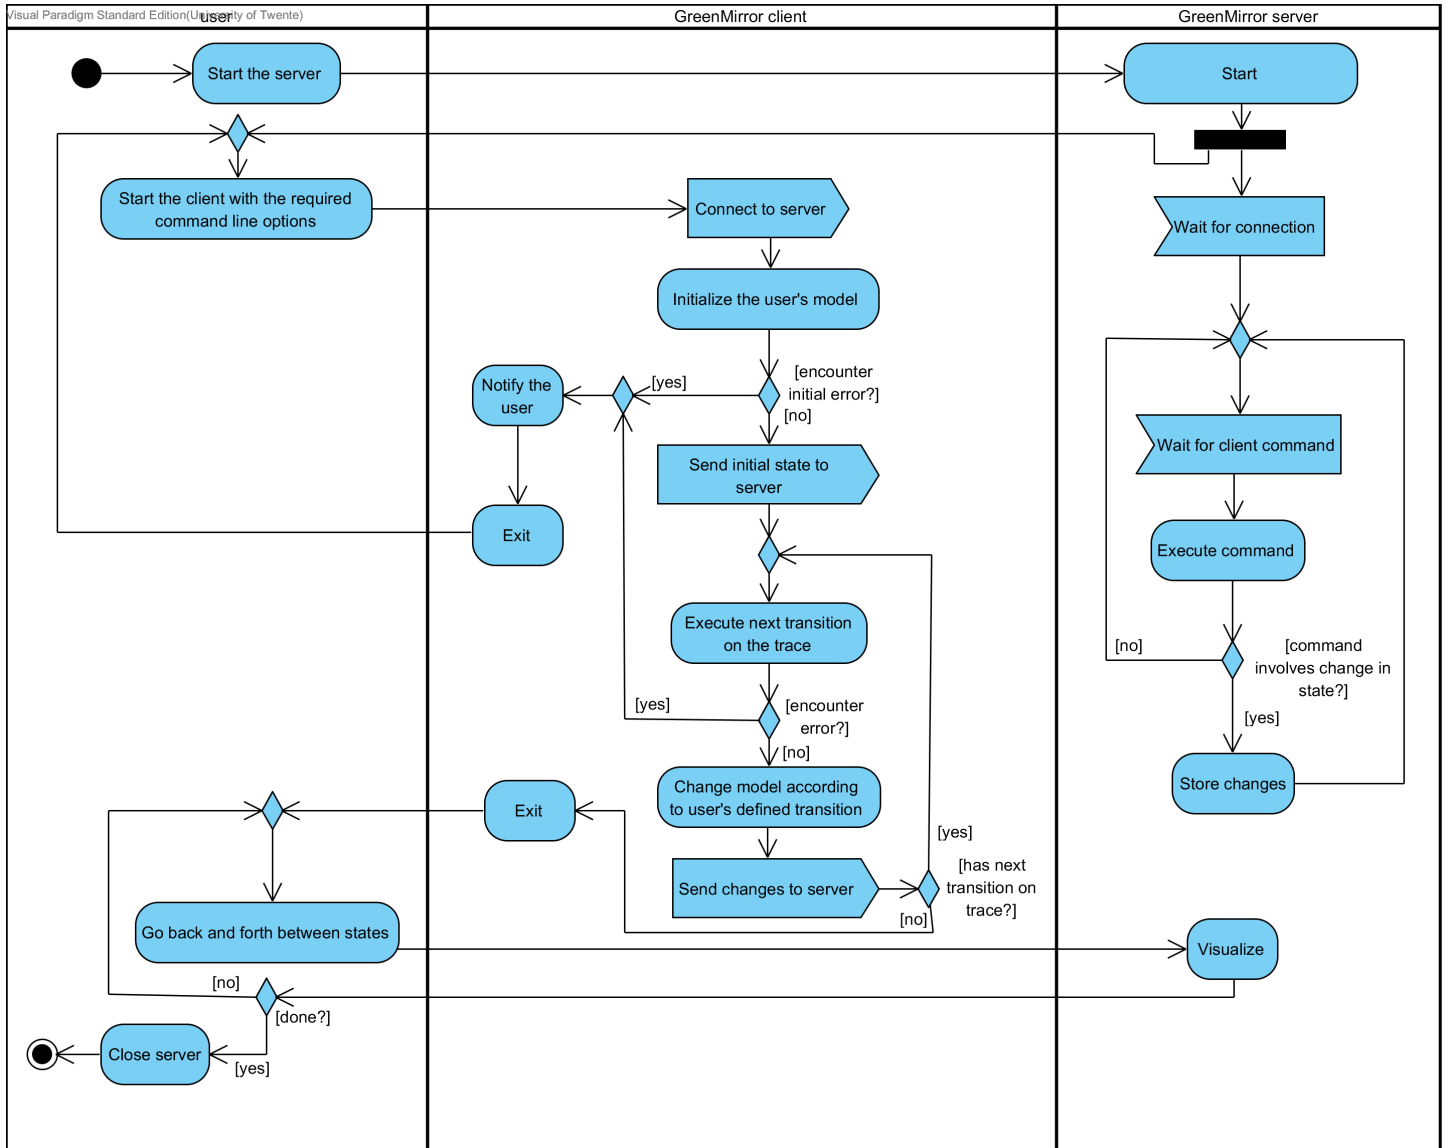 Visual Paradigm Standard Edition(University of Twente)
user
GreenMirror client
GreenMirror server
Start the server
Start
Start the client with the required
command line options
Connect to server
Wait for connection
Initialize the user's model
[encounter
initial error?]
[yes]
[no]
Notify the
user
Wait for client command
Send initial state to
server
Exit
Execute command
Execute next transition
on the trace
[no]
[command
involves change in
state?]
[yes]
[yes]
[encounter
error?]
[no]
Store changes
Change model according
to user's defined transition
Exit
[yes]
[has next
transition on
trace?]
Send changes to server
[no]
Go back and forth between states
Visualize
[no]
[done?]
Close server
[yes]